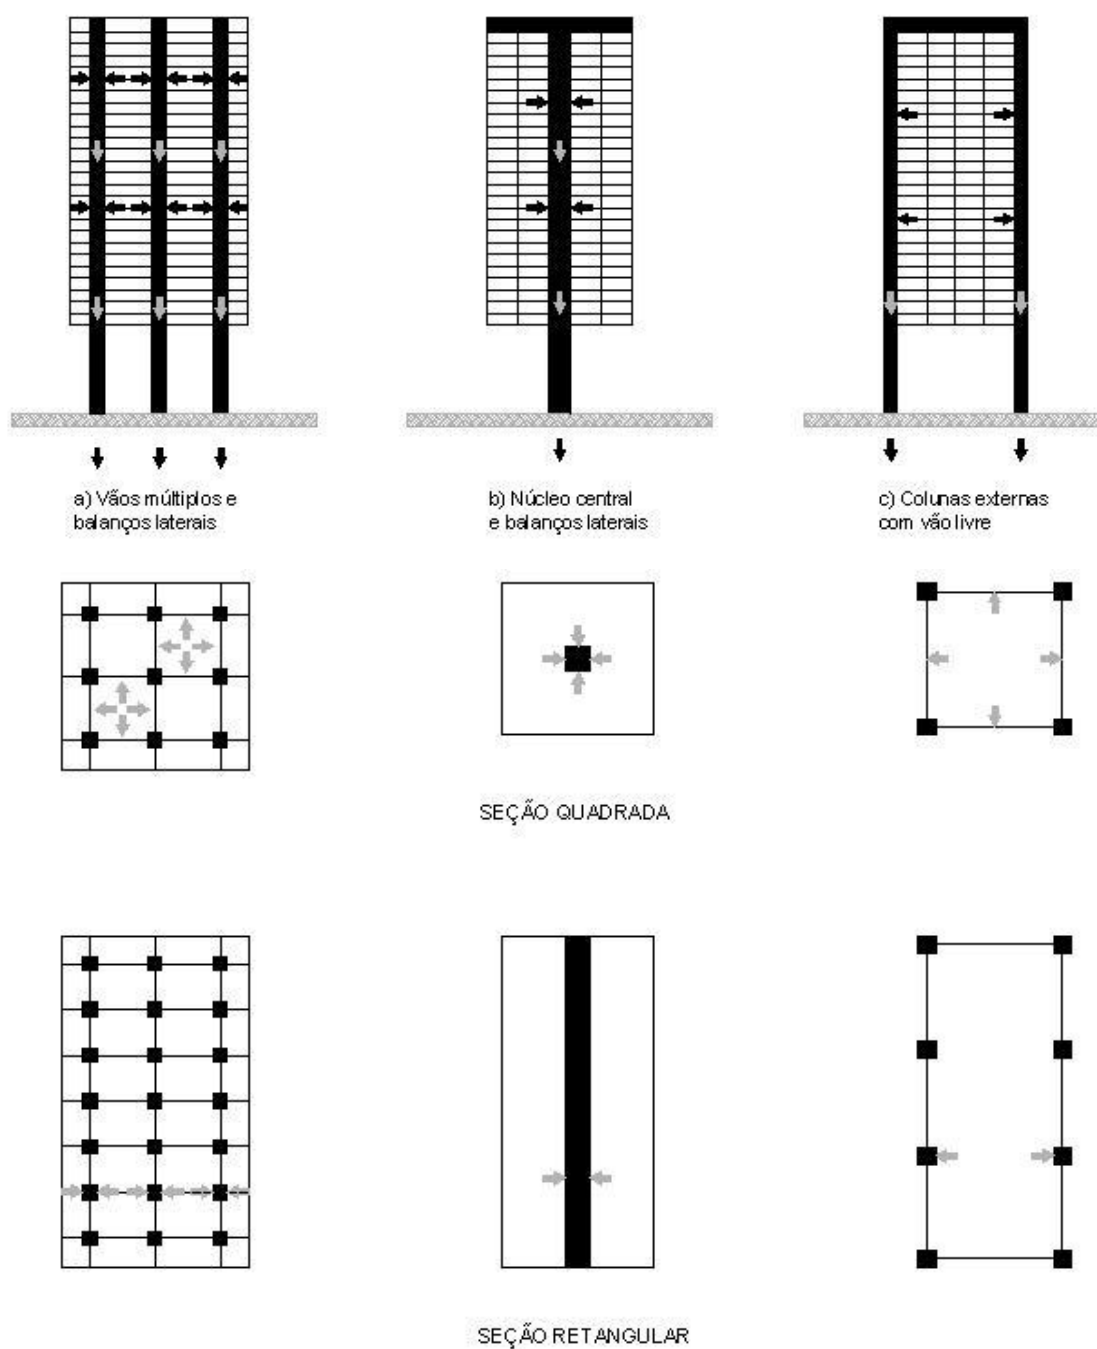 a) Vãos múltiplos e
balanços laterais
b) Núcleo central
e balanços laterais
c) Colunas externas
com vão livre
SEÇÃO QUADRADA
SEÇÃO RETANGULAR